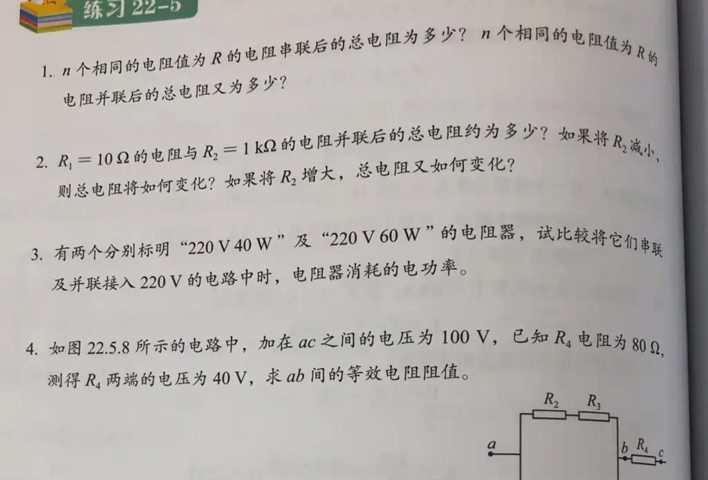 练习 22-5
1. n 个相同的电阻值为 R 的电阻串联后的总电阻为多少？ n 个相同的电阻值为 R 的
电阻并联后的总电阻又为多少？
2. R₁ = 10 Ω 的电阻与 R₂ = 1 kΩ 的电阻并联后的总电阻约为多少？如果将 R₂ 减小，
则总电阻将如何变化？如果将 R₂ 增大，总电阻又如何变化？
3. 有两个分别标明“220 V 40 W”及“220 V 60 W”的电阻器，试比较将它们串联
及并联接入 220 V 的电路中时，电阻器消耗的电功率。
4. 如图 22.5.8 所示的电路中，加在 ac 之间的电压为 100 V，已知 R₄ 电阻为 80 Ω，
测得 R₄ 两端的电压为 40 V，求 ab 间的等效电阻阻值。
R₂ R₃
a b R₄ c